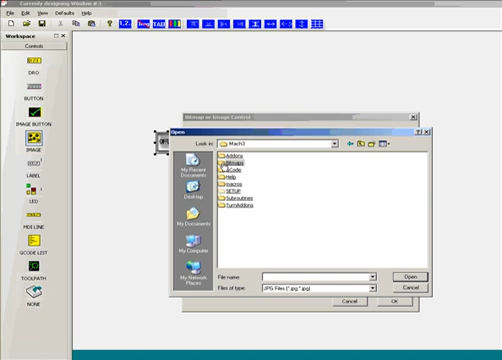 Currently designing Window # 1
File Edit View Defaults Help
Workspace
Controls
DRO
BUTTON
IMAGE BUTTON
IMAGE
LABEL
LED
MDI LINE
GCODE LIST
TOOLPATH
NONE
Bitmap or Image Control
Open
Look in: Mach3
My Recent Documents
Desktop
My Documents
My Computer
My Network Places
Addons
Bitmaps
GCode
Help
macros
SETUP
Subroutines
TurnAddons
File name:
Open
Files of type: JPG Files (*.jpg;*.jpg)
Cancel
Cancel
OK